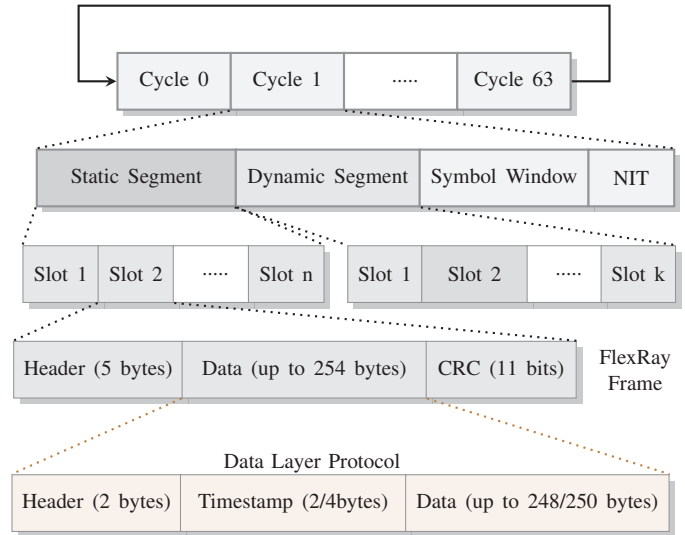 Cycle 0 Cycle 1 ..... Cycle 63
Static Segment Dynamic Segment Symbol Window NIT
Slot 1 Slot 2 ..... Slot n Slot 1 Slot 2 ..... Slot k
Header (5 bytes) Data (up to 254 bytes) CRC (11 bits) FlexRay
Frame
Data Layer Protocol
Header (2 bytes) Timestamp (2/4bytes) Data (up to 248/250 bytes)